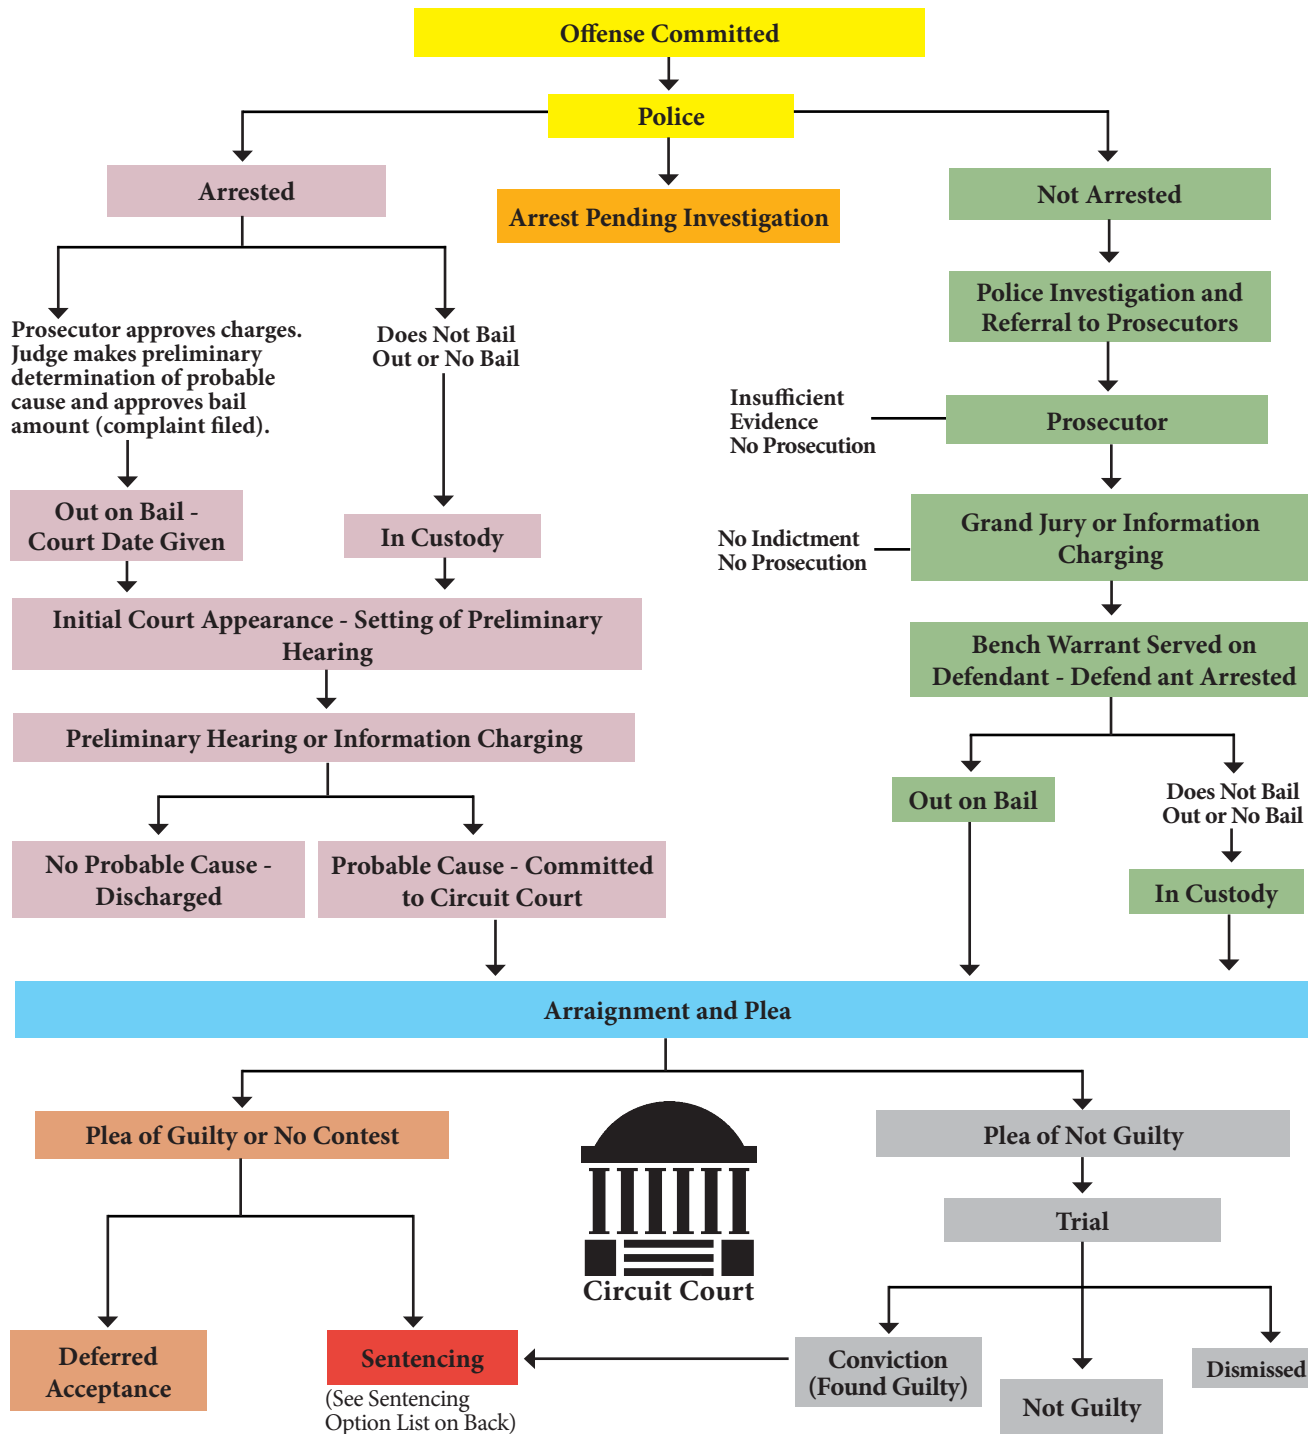 Offense Committed
Police
Arrested
Arrest Pending Investigation
Not Arrested
Prosecutor approves charges.
Judge makes preliminary
determination of probable
cause and approves bail
amount (complaint filed).
Does Not Bail
Out or No Bail
Police Investigation and
Referral to Prosecutors
Insufficient
Evidence
No Prosecution
Prosecutor
Out on Bail -
Court Date Given
In Custody
No Indictment
No Prosecution
Grand Jury or Information
Charging
Initial Court Appearance - Setting of Preliminary
Hearing
Bench Warrant Served on
Defendant - Defend ant Arrested
Preliminary Hearing or Information Charging
Out on Bail
Does Not Bail
Out or No Bail
No Probable Cause -
Discharged
Probable Cause - Committed
to Circuit Court
In Custody
Arraignment and Plea
Plea of Guilty or No Contest
Plea of Not Guilty
Trial
Circuit Court
Deferred
Acceptance
Sentencing
(See Sentencing
Option List on Back)
Conviction
(Found Guilty)
Not Guilty
Dismissed